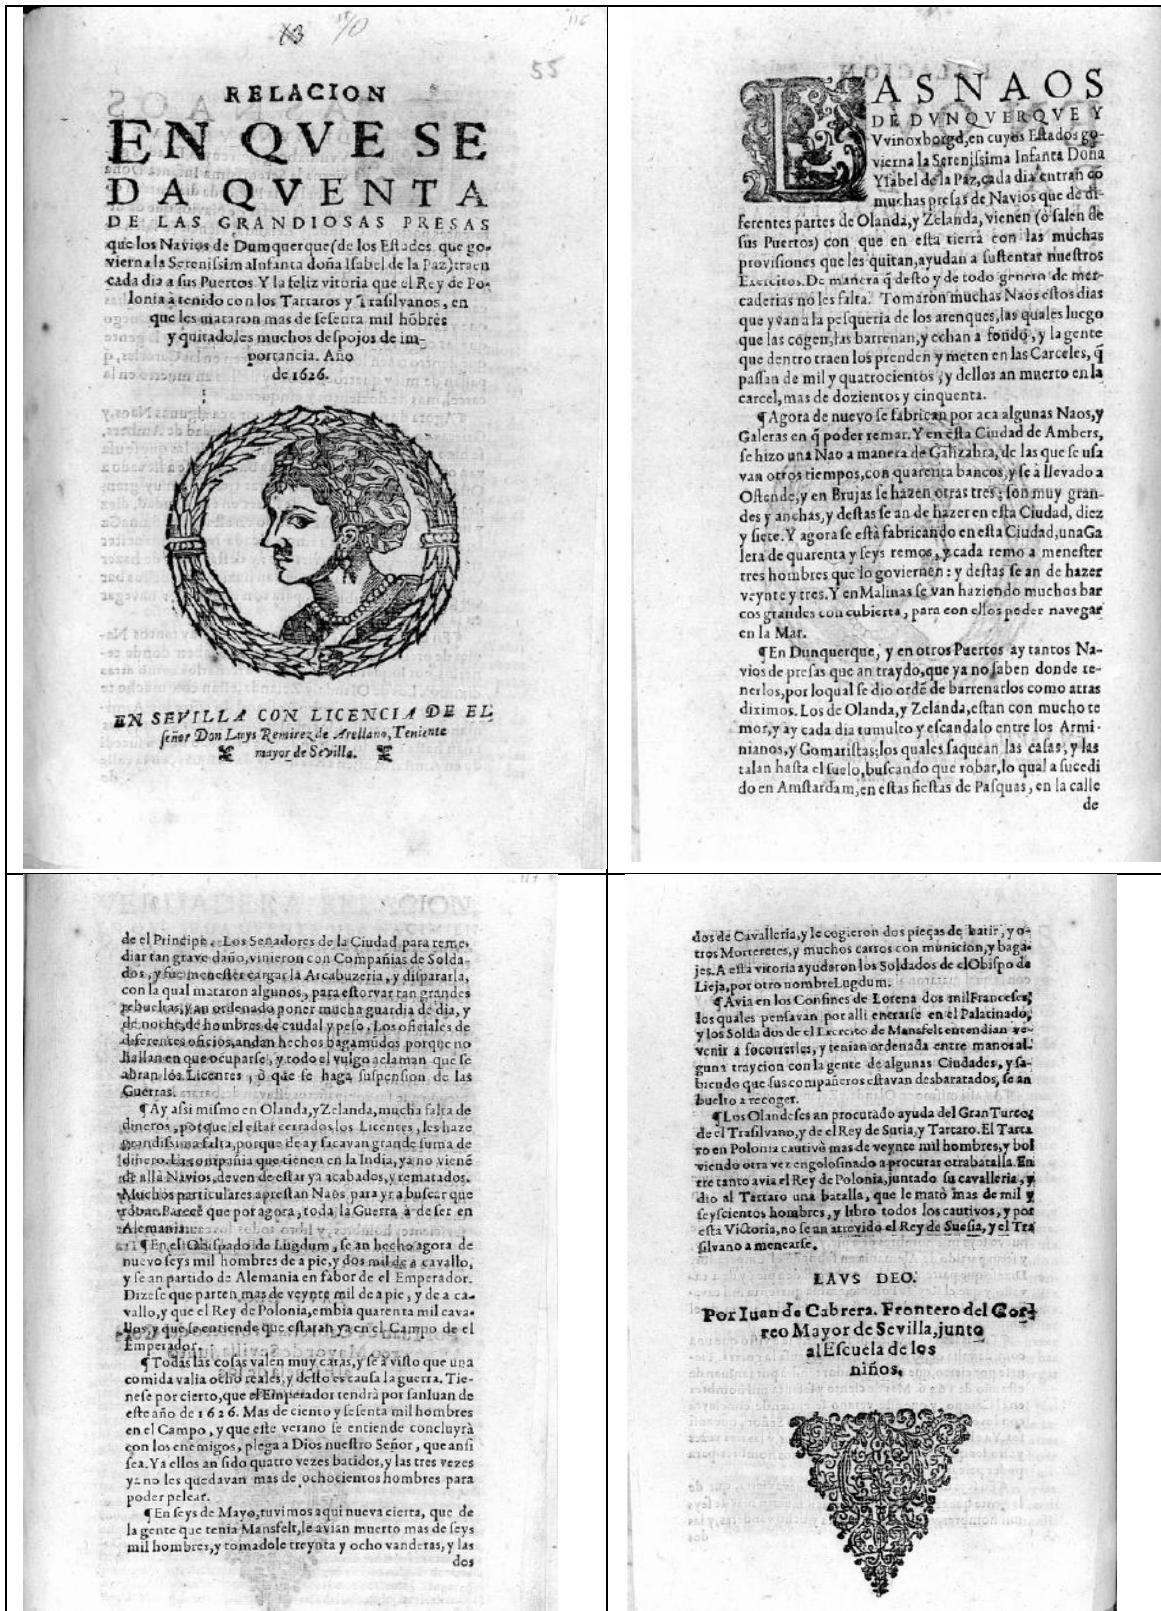 116
55
RELACION
EN QVE SE
DA QVENTA
DE LAS GRANDIOSAS PRESAS
que los Navios de Dumquerque (de los Estados que go-
vierna la Serenissima Infanta doña Isabel de la Paz) traen
cada dia a sus Puertos. Y la feliz vitoria que el Rey de Po-
lonia à tenido con los Tartaros y Trasilvanos, en
que les mataron mas de sesenta mil hõbres
y quitadoles muchos despojos de im-
portancia. Año
de 1626.
EN SEVILLA CON LICENCIA DE EL
señor Don Luys Remirez de Arellano, Teniente
mayor de Sevilla.
LAS NAOS
DE DVNQVERQVE Y
Vvinoxborgd, en cuyos Estados go-
vierna la Serenissima Infanta Doña
Ysabel de la Paz, cada dia entran cõ
muchas presas de Navios que de di-
ferentes partes de Olanda, y Zelanda, vienen (ò salen de
sus Puertos) con que en esta tierra con las muchas
provisiones que les quitan, ayudan a sustentar nuestros
Exercitos. De manera q̃ desto y de todo genero de mer-
caderias no les falta. Tomaron muchas Naos estos dias
que yvan a la pesqueria de los arenques, las quales luego
que las cogen, las barrenan, y echan a fondo, y la gente
que dentro traen los prenden y meten en las Carceles, q̃
passan de mil y quatrocientos, y dellos an muerto en la
carcel, mas de dozientos y cinquenta.
¶Agora de nuevo se fabrican por aca algunas Naos, y
Galeras en q̃ poder remar. Y en esta Ciudad de Ambers,
se hizo una Nao a manera de Galizabra, de las que se usa
van otros tiempos, con quarenta bancos, y se à llevado a
Ostende, y en Brujas se hazen otras tres; son muy gran-
des y anchas, y destas se an de hazer en esta Ciudad, diez
y siete. Y agora se està fabricando en esta Ciudad, una Ga
lera de quarenta y seys remos, y cada remo a menester
tres hombres que lo goviernen: y destas se an de hazer
veynte y tres. Y en Malinas se van haziendo muchos bar
cos grandes con cubierta, para con ellos poder navegar
en la Mar.
¶En Dunquerque, y en otros Puertos ay tantos Na-
vios de presas que an traydo, que ya no saben donde te-
nerlos, por loqual se dio ordẽ de barrenarlos como atras
diximos. Los de Olanda, y Zelanda, estan con mucho te
mor, y ay cada dia tumulto y escandalo entre los Armi-
nianos, y Gomaristas; los quales saquean las casas, y las
talan hasta el suelo, buscando que robar, lo qual a sucedi
do en Amstardam, en estas fiestas de Pasquas, en la calle
de
de el Principe. Los Senadores de la Ciudad para reme-
diar tan grave daño, vinieron con Compañias de Solda-
dos, y fue menester cargar la Arcabuzeria, y dispararla,
con la qual mataron algunos, para estorvar tan grandes
rebueltas, y an ordenado poner mucha guardia de dia, y
de noche, de hombres de caudal y peso. Los oficiales de
diferentes oficios, andan hechos bagamũdos porque no
hallan en que ocuparse, y todo el vulgo aclaman que se
abran los Licentes, ò que se haga suspension de las
Guerras.
¶Ay assi mismo en Olanda, y Zelanda, mucha falta de
dineros, porque el estar cerrados los Licentes, les haze
grandissima falta, porque de ay sacavan grande suma de
dinero. La compañia que tienen en la India, ya no vienẽ
de alla Navios, deven de estar ya acabados, y rematados.
Muchos particulares aprestan Naos para yr a buscar que
robar. Parece que por agora, toda la Guerra à de ser en
Alemania.
¶En el Obispado de Lugdum, se an hecho agora de
nuevo seys mil hombres de a pie, y dos mil de a cavallo,
y se an partido de Alemania en fabor de el Emperador.
Dizese que parten mas de veynte mil de a pie, y de a ca-
vallo, y que el Rey de Polonia, embia quarenta mil cava-
llos, y que se entiende que estaran ya en el Campo de el
Emperador.
¶Todas las cosas valen muy caras, y se à visto que una
comida valia ocho reales, y desto es causa la guerra. Tie-
nese por cierto, que el Emperador tendrà por san Iuan de
este año de 1626. Mas de ciento y sesenta mil hombres
en el Campo, y que este verano se entiende concluyrà
con los enemigos, plega a Dios nuestro Señor, que ansi
sea. Ya ellos an sido quatro vezes batidos, y las tres vezes
ya no les quedavan mas de ochocientos hombres para
poder pelear.
¶En seys de Mayo, tuvimos aqui nueva cierta, que de
la gente que tenia Mansfelt, le avian muerto mas de seys
mil hombres, y tomadole treynta y ocho vanderas, y las
dos
dos de Cavalleria, y le cogieron dos pieças de batir, y o-
tros Morteretes, y muchos carros con municion, y baga-
jes. A esta vitoria ayudaron los Soldados de el Obispo de
Lieja, por otro nombre Lugdum.
¶Avia en los Confines de Lorena dos mil Franceses,
los quales pensavan por alli entrarse en el Palatinado,
y los Soldados de el Exercito de Mansfelt entendian ve-
venir a socorrerles, y tenian ordenada entre manos al-
guna traycion con la gente de algunas Ciudades, y sa-
biendo que sus compañeros estavan desbaratados, se an
buelto a recoger.
¶Los Olandeses an procurado ayuda del Gran Turco,
de el Trasilvano, y de el Rey de Suria, y Tartaro. El Tarta
ro en Polonia cautivò mas de veynte mil hombres, y bol
viendo otra vez engolosinado a procurar otra batalla. En
tre tanto avia el Rey de Polonia, juntado su cavalleria, y
dio al Tartaro una batalla, que le matò mas de mil y
seyscientos hombres, y libro todos los cautivos, y por
esta Victoria, no se an atrevido el Rey de Suesia, y el Tra
silvano a menearse.
LAVS DEO.
Por Iuan de Cabrera. Frontero del Cor-
reo Mayor de Sevilla, junto
al Escuela de los
niños.